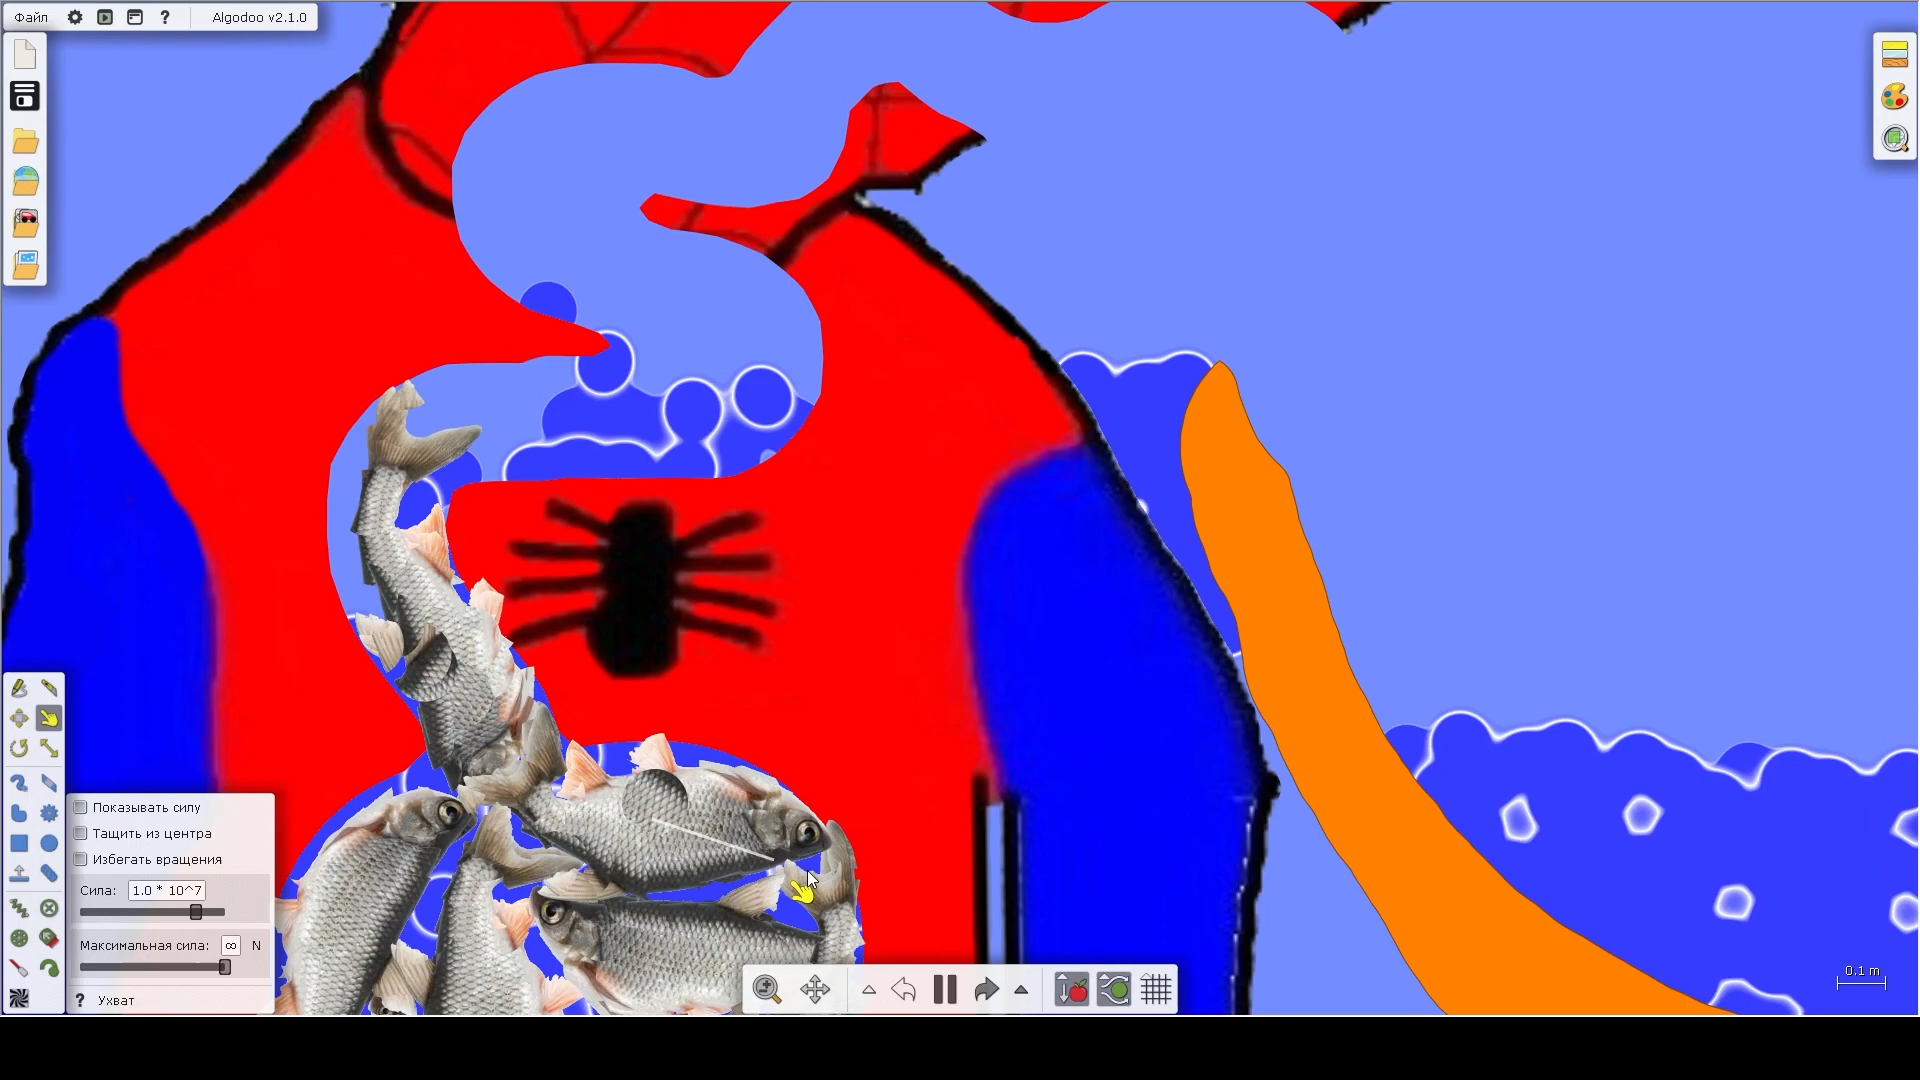 Файл
? Algodoo v2.1.0
Показывать силу
Тащить из центра
Избегать вращения
Сила: 1.0 * 10^7
Максимальная сила: ∞ N
? Ухват
0.1 m